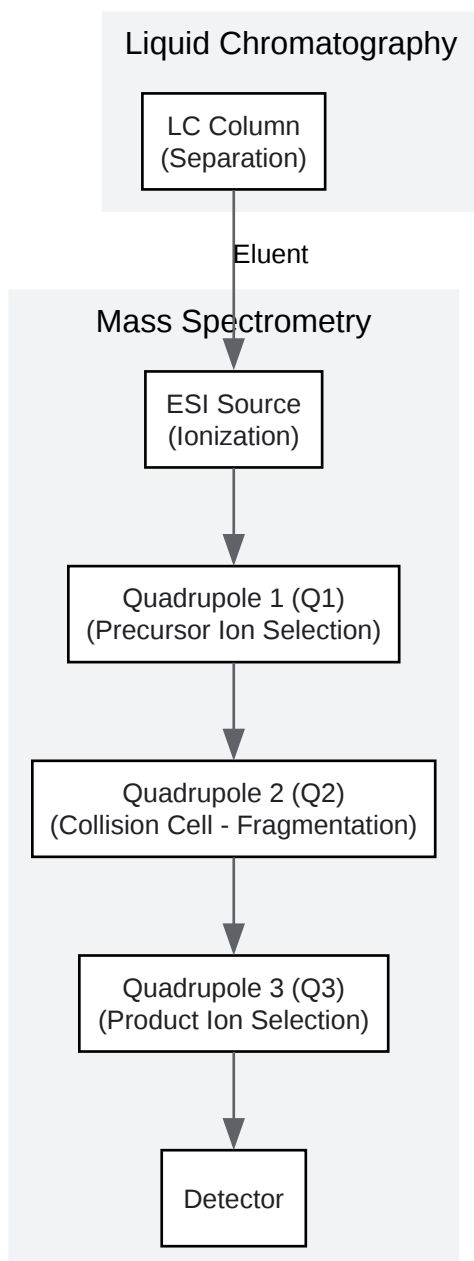 Liquid Chromatography
LC Column
(Separation)
Eluent
Mass Spectrometry
ESI Source
(Ionization)
Quadrupole 1 (Q1)
(Precursor Ion Selection)
Quadrupole 2 (Q2)
(Collision Cell - Fragmentation)
Quadrupole 3 (Q3)
(Product Ion Selection)
Detector